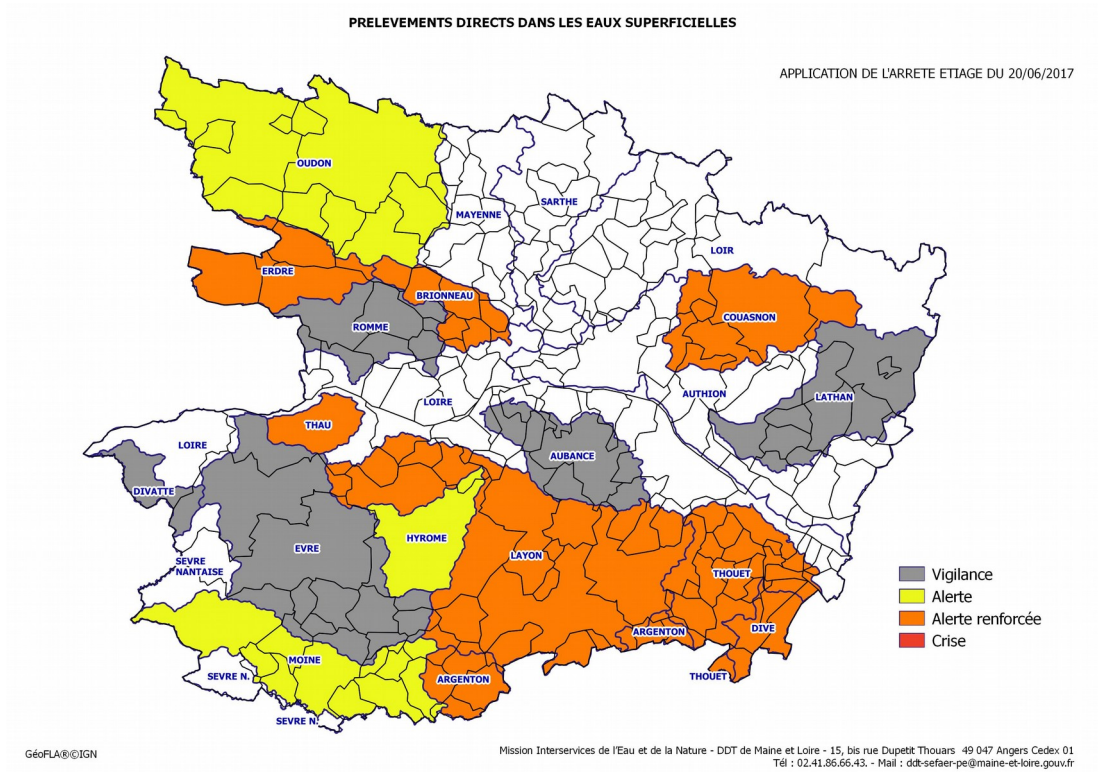 PRELEVEMENTS DIRECTS DANS LES EAUX SUPERFICIELLES
APPLICATION DE L'ARRETE ETIAGE DU 20/06/2017
OUDON
MAYENNE
SARTHE
LOIR
ERDRE
BRIONNEAU
COUASNON
ROMME
LOIRE
AUTHION
LATHAN
THAU
LOIRE
AUBANCE
DIVATTE
HYROME
EVRE
LAYON
SEVRE
NANTAISE
THOUET
Vigilance
Alerte
Alerte renforcée
Crise
DIVE
ARGENTON
MOINE
SEVRE N.
ARGENTON
THOUET
SEVRE N.
GéoFLA®©IGN
Mission Interservices de l'Eau et de la Nature - DDT de Maine et Loire - 15, bis rue Dupetit Thouars 49 047 Angers Cedex 01
Tél : 02.41.86.66.43. - Mail : ddt-sefaer-pe@maine-et-loire.gouv.fr